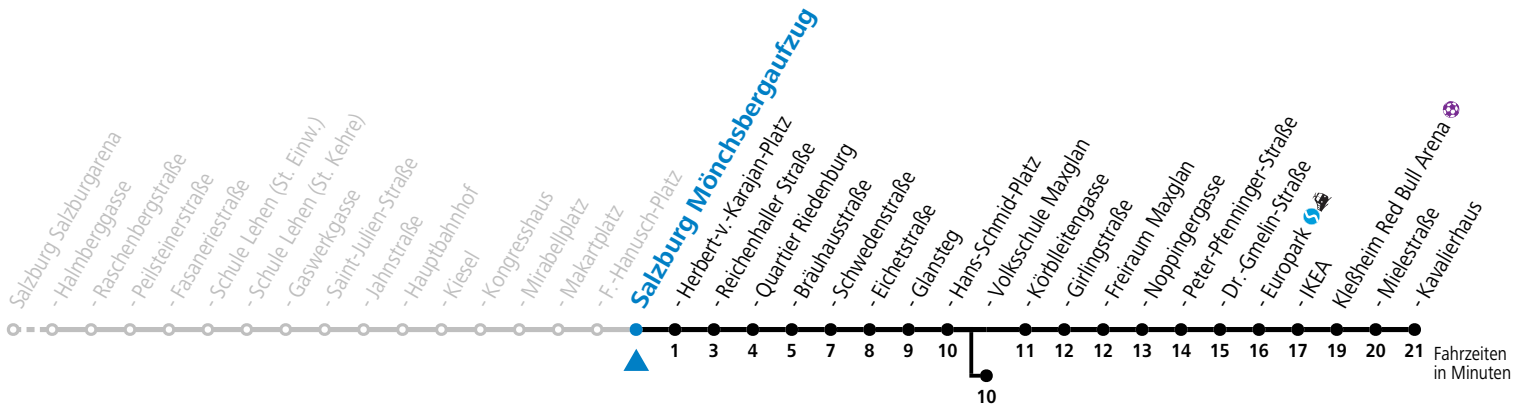 Salzburg Salzburgarena
- Halmberggasse
- Raschenbergstraße
- Peilsteinerstraße
- Fasaneriestraße
- Schule Lehen (St. Einw.)
- Schule Lehen (St. Kehre)
- Gaswerkgasse
- Saint-Julien-Straße
- Jahnstraße
- Hauptbahnhof
- Kiesel
- Kongresshaus
- Mirabellplatz
- Makartplatz
- F.-Hanusch-Platz
Salzburg Mönchsbergaufzug
- Herbert-v.-Karajan-Platz
- Reichenhaller Straße
- Quartier Riedenburg
- Bräuhausstraße
- Schwedenstraße
- Eichetstraße
- Glansteg
- Hans-Schmid-Platz
- Volksschule Maxglan
- Körblleitengasse
- Girlingstraße
- Freiraum Maxglan
- Noppingergasse
- Peter-Pfenninger-Straße
- Dr.-Gmelin-Straße
- Europark
- IKEA
Kleßheim Red Bull Arena
- Mielestraße
- Kavalierhaus
1 3 4 5 7 8 9 10 11 12 12 13 14 15 16 17 19 20 21
10
Fahrzeiten
in Minuten